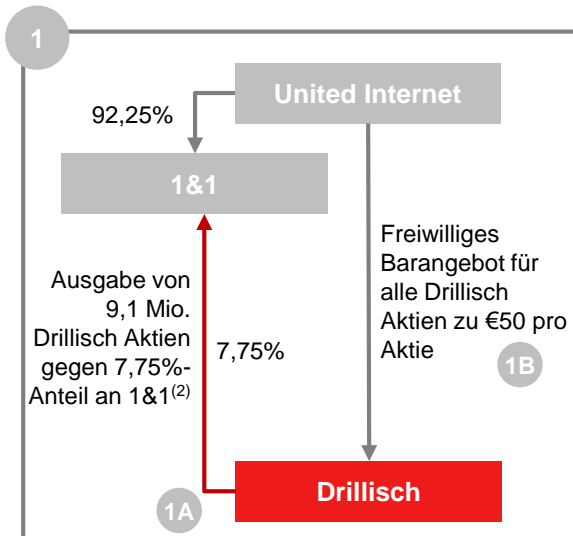 1
United Internet
92,25%
1&1
Ausgabe von
9,1 Mio.
Drillisch Aktien
gegen 7,75%-
Anteil an 1&1(2)
7,75%
Freiwilliges
Barangebot für
alle Drillisch
Aktien zu €50 pro
Aktie
1B
1A
Drillisch